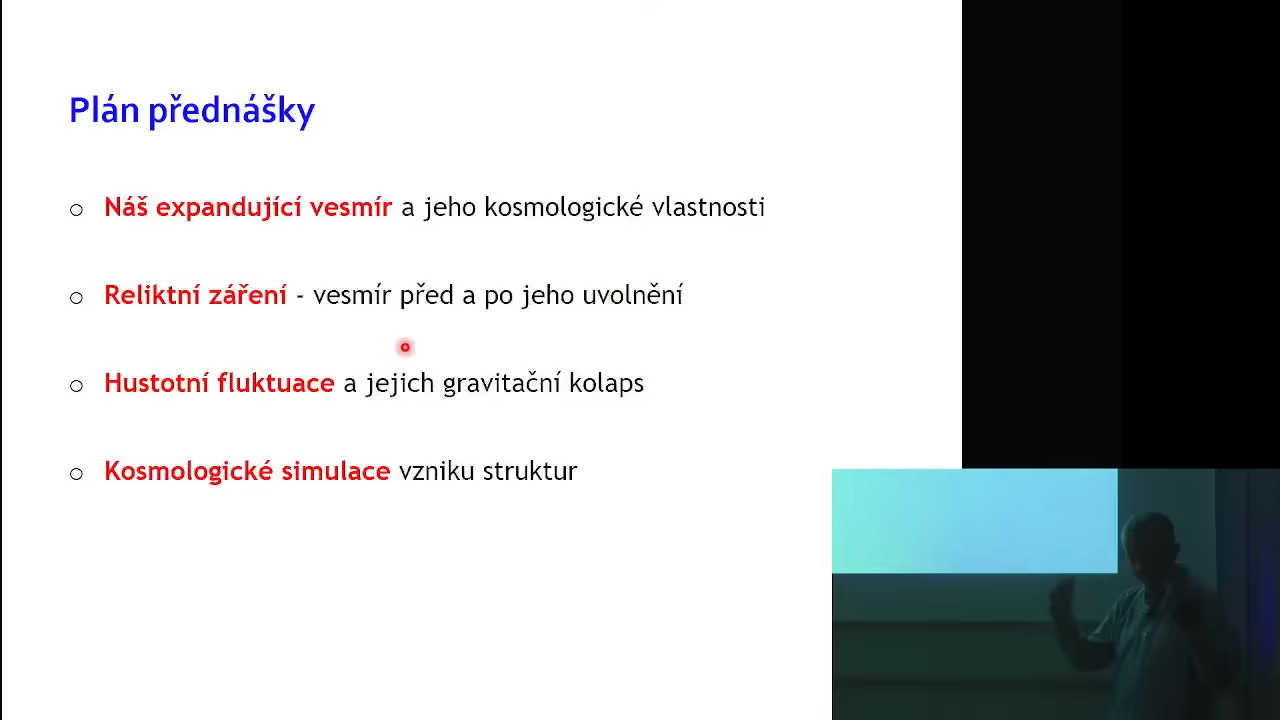 Plán přednášky
Náš expandující vesmír a jeho kosmologické vlastnosti
Reliktní záření - vesmír před a po jeho uvolnění
Hustotní fluktuace a jejich gravitační kolaps
Kosmologické simulace vzniku struktur